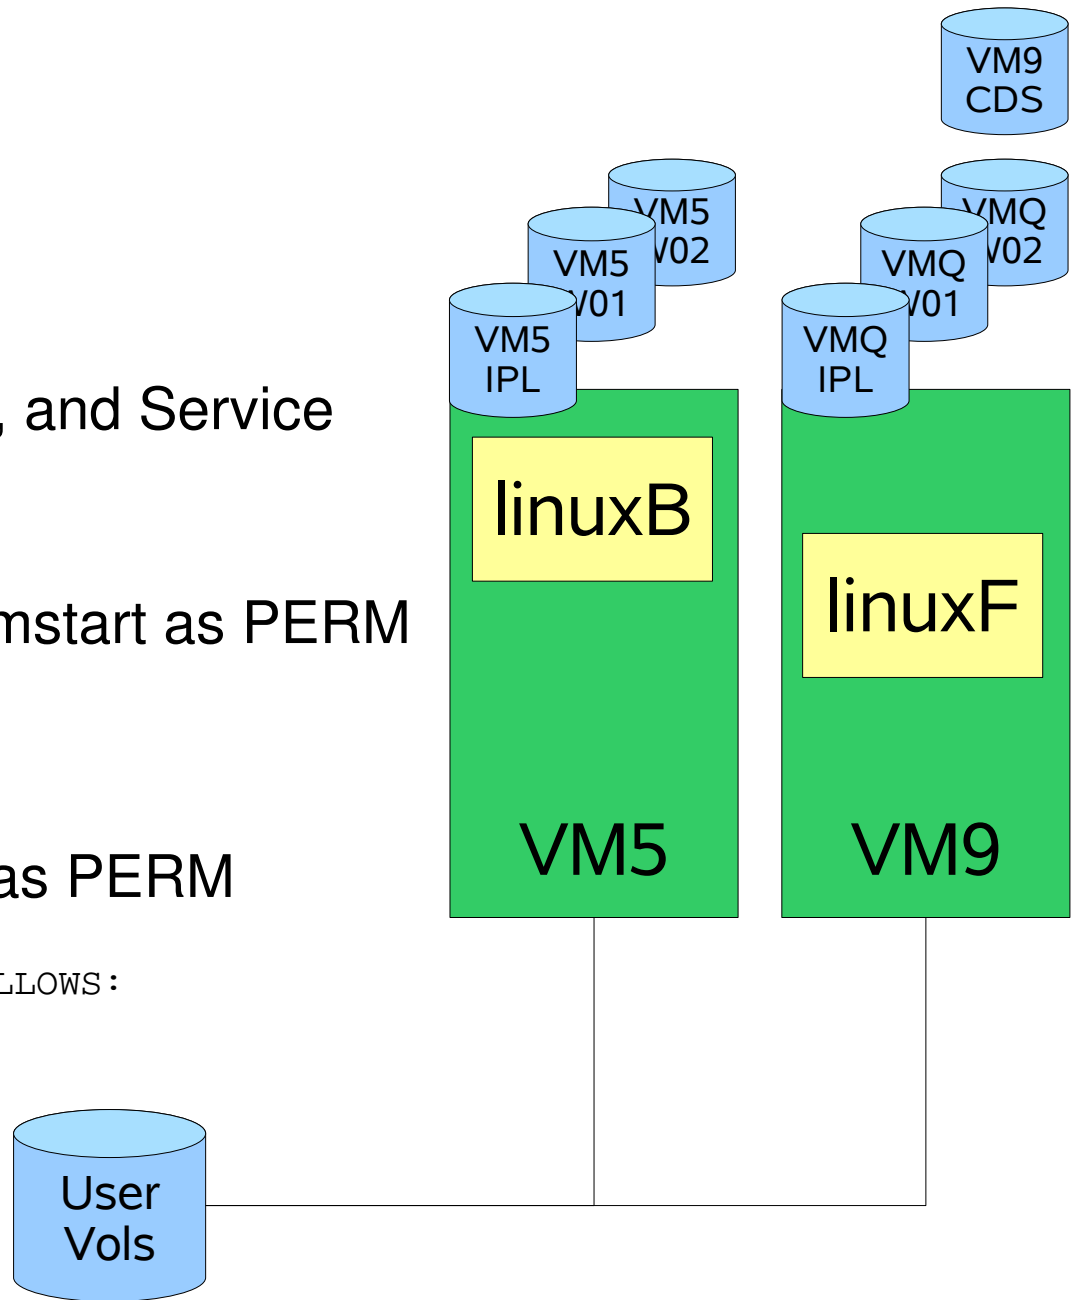 VM9
CDS
VM5
VMQ
VM5
VMQ
VM5
IPL
VMQ
IPL
, and Service
linuxB
linuxF
mstart as PERM
VM5
VM9
as PERM
LLOWS:
User
Vols